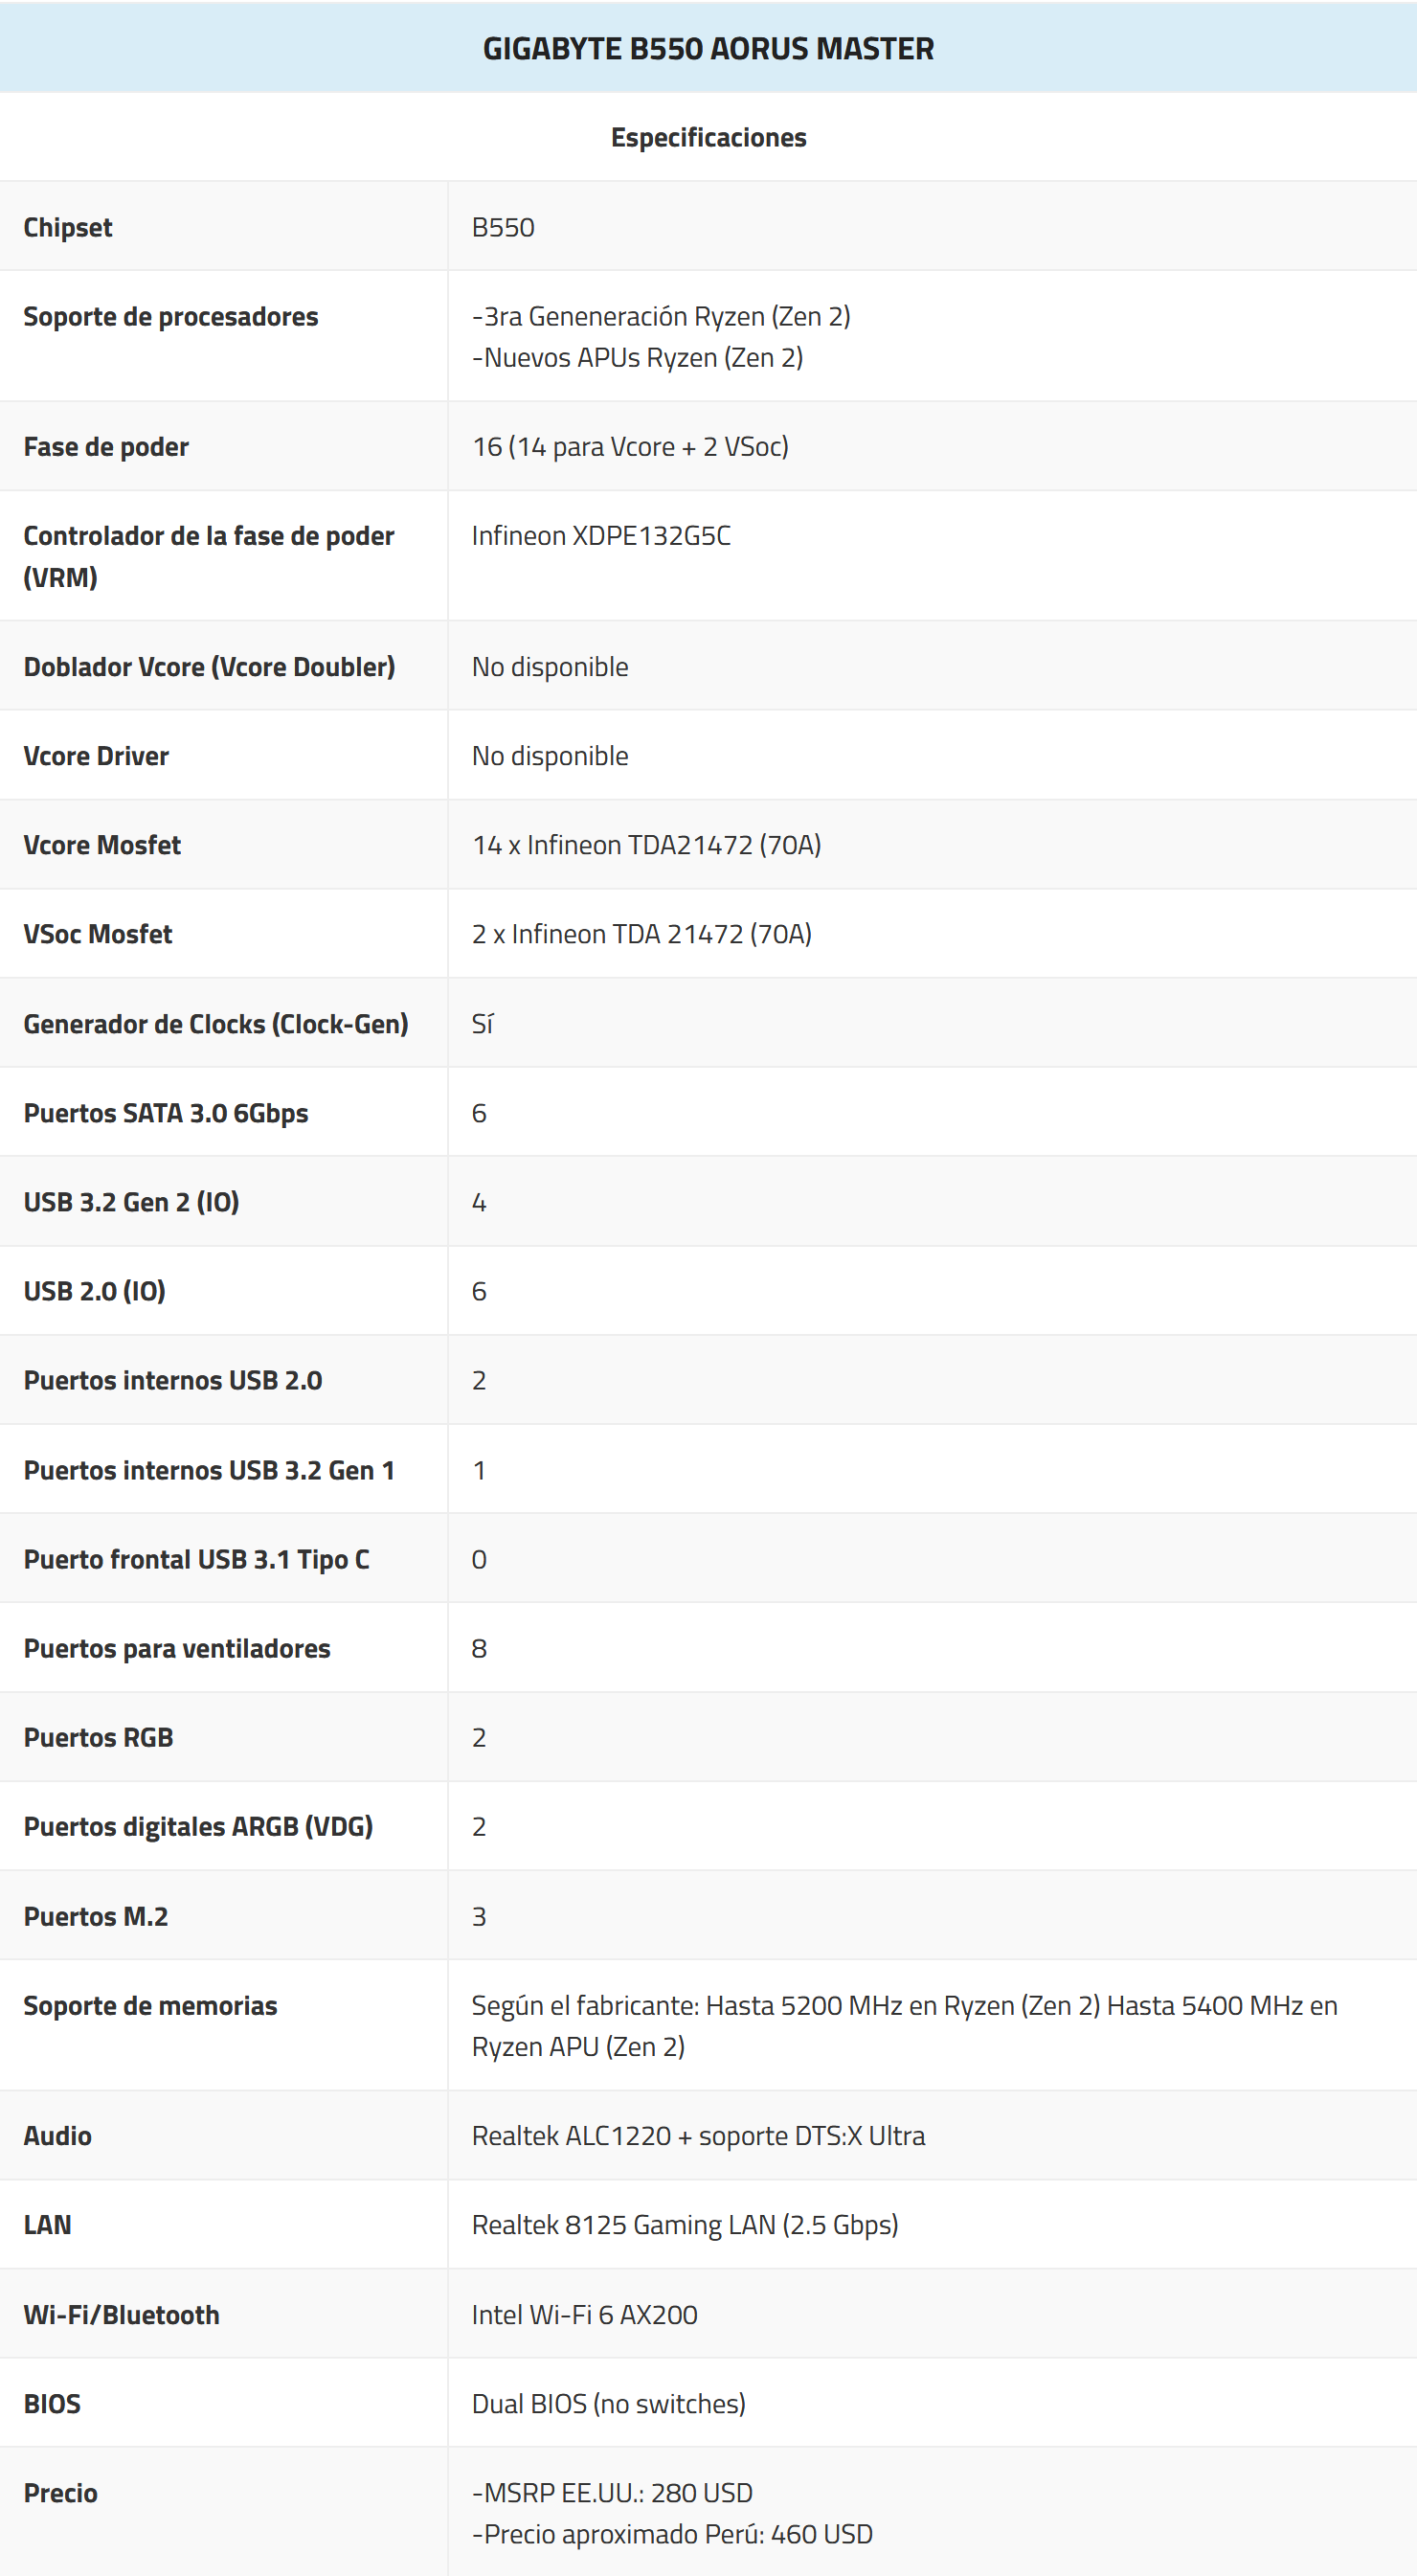 GIGABYTE B550 AORUS MASTER
Especificaciones
Chipset
B550
Soporte de procesadores
-3ra Geneneración Ryzen (Zen 2)
-Nuevos APUs Ryzen (Zen 2)
Fase de poder
16 (14 para Vcore + 2 VSoc)
Controlador de la fase de poder
(VRM)
Infineon XDPE132G5C
Doblador Vcore (Vcore Doubler)
No disponible
Vcore Driver
No disponible
Vcore Mosfet
14 x Infineon TDA21472 (70A)
VSoc Mosfet
2 x Infineon TDA 21472 (70A)
Generador de Clocks (Clock-Gen)
Sí
Puertos SATA 3.0 6Gbps
6
USB 3.2 Gen 2 (IO)
4
USB 2.0 (IO)
6
Puertos internos USB 2.0
2
Puertos internos USB 3.2 Gen 1
1
Puerto frontal USB 3.1 Tipo C
0
Puertos para ventiladores
8
Puertos RGB
2
Puertos digitales ARGB (VDG)
2
Puertos M.2
3
Soporte de memorias
Según el fabricante: Hasta 5200 MHz en Ryzen (Zen 2) Hasta 5400 MHz en
Ryzen APU (Zen 2)
Audio
Realtek ALC1220 + soporte DTS:X Ultra
LAN
Realtek 8125 Gaming LAN (2.5 Gbps)
Wi-Fi/Bluetooth
Intel Wi-Fi 6 AX200
BIOS
Dual BIOS (no switches)
Precio
-MSRP EE.UU.: 280 USD
-Precio aproximado Perú: 460 USD